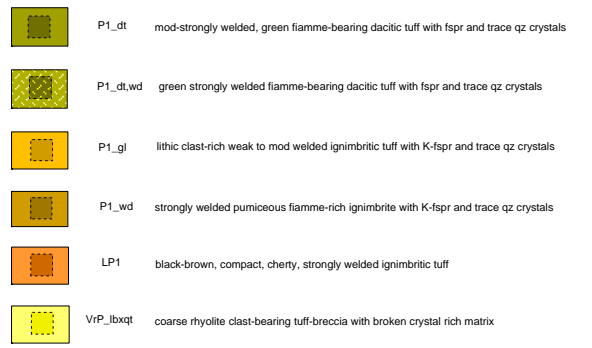 P1_dt mod-strongly welded, green fiamme-bearing dacitic tuff with fspr and trace qz crystals
P1_dt,wd green strongly welded fiamme-bearing dacitic tuff with fspr and trace qz crystals
P1_gl lithic clast-rich weak to mod welded ignimbritic tuff with K-fspr and trace qz crystals
P1_wd strongly welded pumiceous fiamme-rich ignimbrite with K-fspr and trace qz crystals
LP1 black-brown, compact, cherty, strongly welded ignimbritic tuff
VrP_lbxqt coarse rhyolite clast-bearing tuff-breccia with broken crystal rich matrix